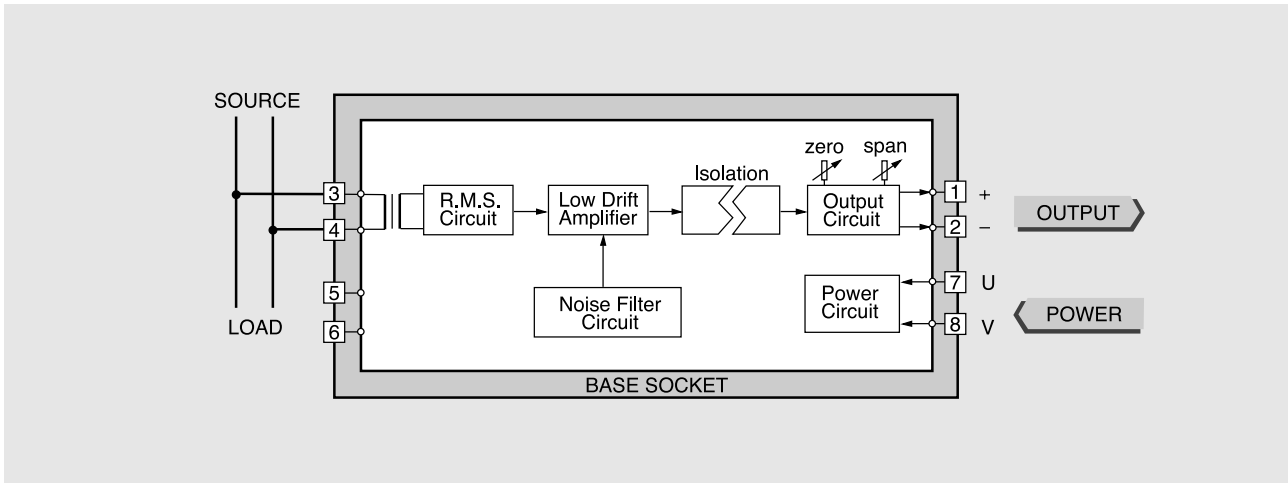 SOURCE
zero
span
Isolation
3
R.M.S.
Circuit
Low Drift
Amplifier
Output
Circuit
1
+
OUTPUT
4
2
−
5
7
U
Noise Filter
Circuit
Power
Circuit
POWER
LOAD
6
8
V
BASE SOCKET